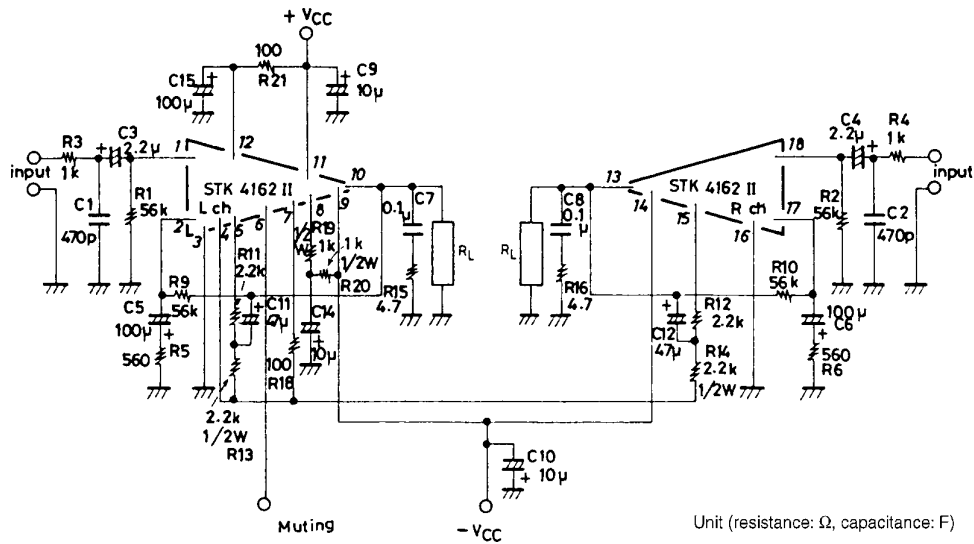 + VCC
100
R21
C15
+
100µ
+
C9
10µ
R3
1k
C3
+
2.2µ
1
12
11
10
input
R1
56k
C1
470p
STK 4162 II
L ch
2
3
4
5
6
7
8
9
C7
0.1µ
RL
R15
4.7
1/2
W
R19
1k
1k
1/2W
R20
R11
2.2k
R9
56k
C5
100µ
+
560
R5
C11
+
47µ
C14
+
10µ
100
R18
2.2k
1/2W
R13
Muting
13
14
15
16
17
18
STK 4162 II
R ch
C8
0.1
µ
RL
R16
4.7
C4
2.2µ
+
R4
1k
input
R2
56k
C2
470p
R10
56k
100µ
C6
+
560
R6
C12
+
47µ
R12
2.2k
R14
2.2k
1/2W
C10
+
10µ
− VCC
Unit (resistance: Ω, capacitance: F)